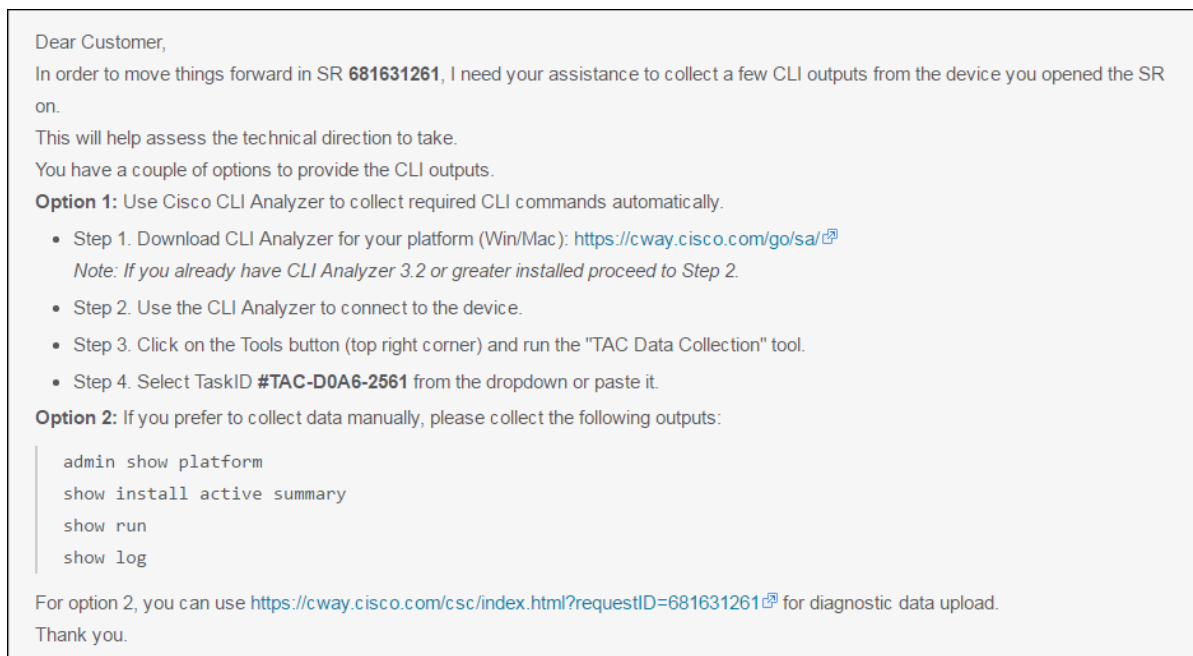 Dear Customer,
In order to move things forward in SR 681631261, I need your assistance to collect a few CLI outputs from the device you opened the SR
on.
This will help assess the technical direction to take.
You have a couple of options to provide the CLI outputs.
Option 1: Use Cisco CLI Analyzer to collect required CLI commands automatically.
• Step 1. Download CLI Analyzer for your platform (Win/Mac): https://cway.cisco.com/go/sa/
Note: If you already have CLI Analyzer 3.2 or greater installed proceed to Step 2.
• Step 2. Use the CLI Analyzer to connect to the device.
• Step 3. Click on the Tools button (top right corner) and run the "TAC Data Collection" tool.
• Step 4. Select TaskID #TAC-D0A6-2561 from the dropdown or paste it.
Option 2: If you prefer to collect data manually, please collect the following outputs:
admin show platform
show install active summary
show run
show log
For option 2, you can use https://cway.cisco.com/csc/index.html?requestID=681631261 for diagnostic data upload.
Thank you.